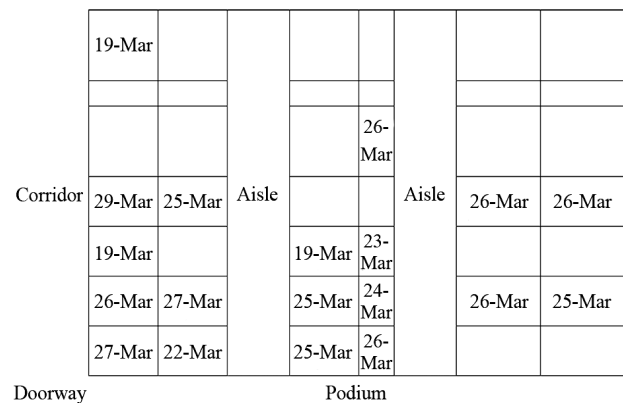 19-Mar
26-
Mar
Corridor 29-Mar 25-Mar Aisle Aisle 26-Mar 26-Mar
19-Mar 19-Mar 23-
Mar
26-Mar 27-Mar 25-Mar 24-
Mar 26-Mar 25-Mar
27-Mar 22-Mar 25-Mar 26-
Mar
Doorway Podium